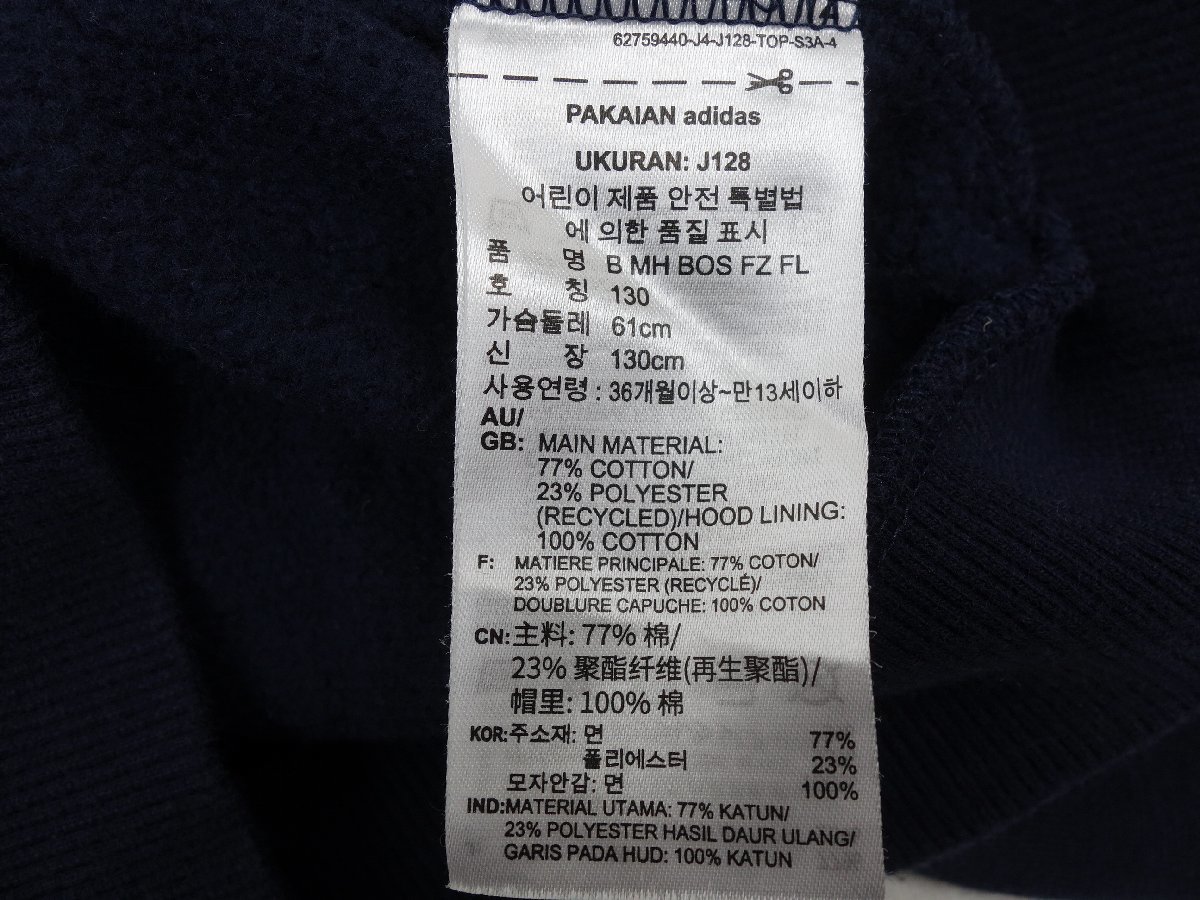 62759440-J4-J128-TOP-S3A-4
PAKAIAN adidas
UKURAN: J128
어린이 제품 안전 특별법
에 의한 품질 표시
품 명 B MH BOS FZ FL
호 칭 130
가슴둘레 61cm
신 장 130cm
사용연령 : 36개월이상~만13세이하
AU/
GB: MAIN MATERIAL:
77% COTTON/
23% POLYESTER
(RECYCLED)/HOOD LINING:
100% COTTON
F: MATIERE PRINCIPALE: 77% COTON/
23% POLYESTER (RECYCLÉ)/
DOUBLURE CAPUCHE: 100% COTON
CN:主料: 77% 棉/
23% 聚酯纤维(再生聚酯)/
帽里: 100% 棉
KOR:주소재: 면 77%
폴리에스터 23%
모자안감: 면 100%
IND:MATERIAL UTAMA: 77% KATUN/
23% POLYESTER HASIL DAUR ULANG/
GARIS PADA HUD: 100% KATUN